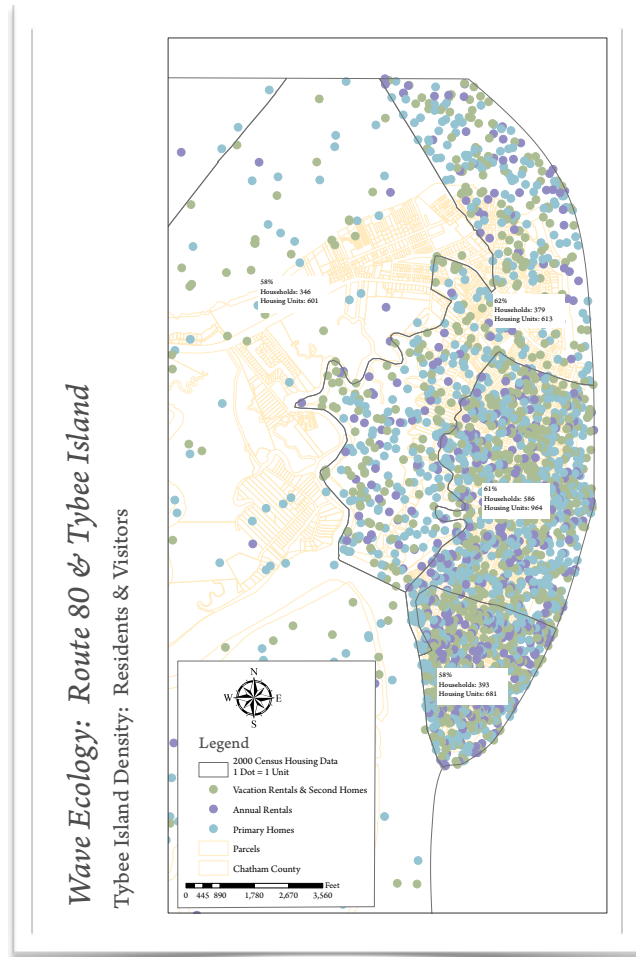 Wave Ecology: Route 80 & Tybee Island
Tybee Island Density: Residents & Visitors
58%
Households: 346
Housing Units: 601
62%
Households: 379
Housing Units: 613
61%
Households: 586
Housing Units: 964
58%
Households: 393
Housing Units: 681
N
W
E
S
Legend
2000 Census Housing Data
1 Dot = 1 Unit
Vacation Rentals & Second Homes
Annual Rentals
Primary Homes
Parcels
Chatham County
Feet
0 445 890 1,780 2,670 3,560